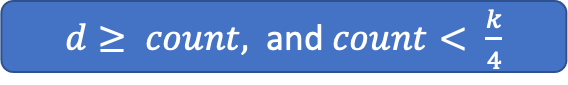 d ≥ count, and count < k/4